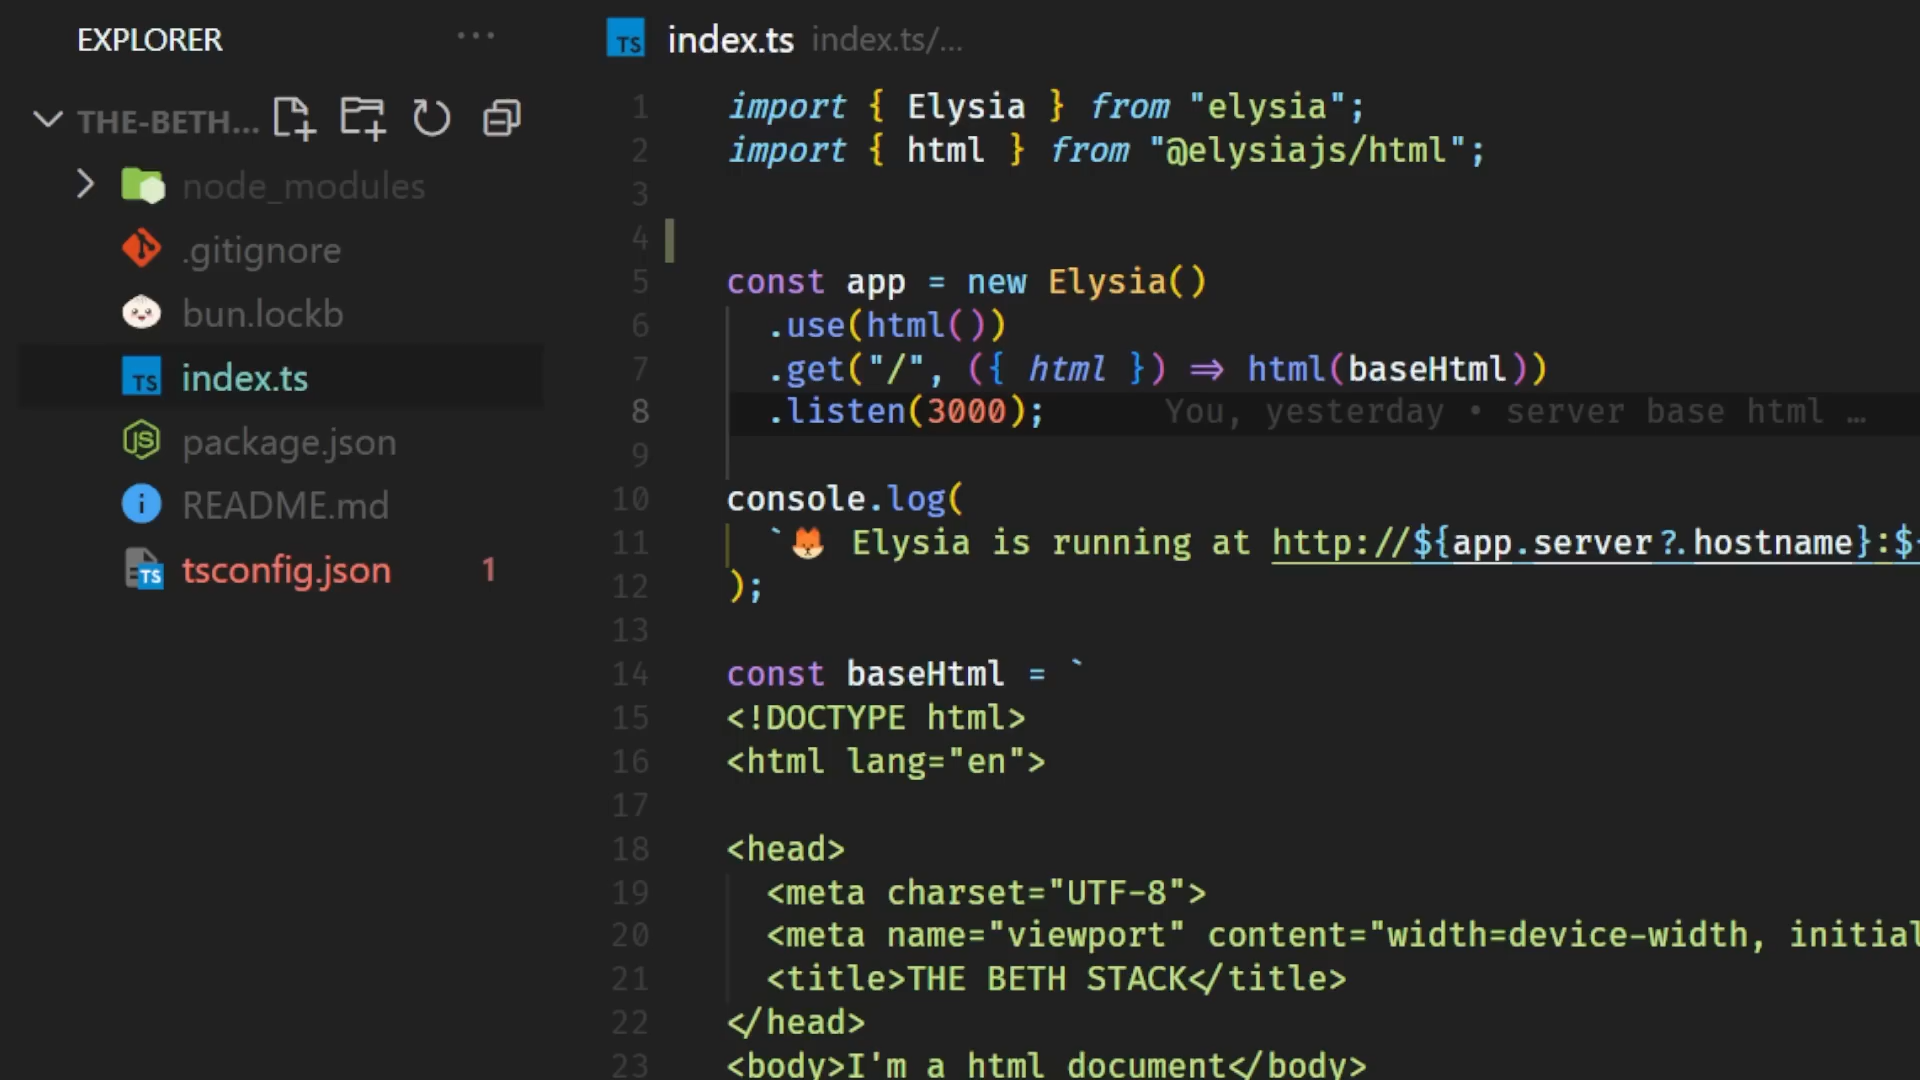 EXPLORER ...
THE-BETH...
node_modules
.gitignore
bun.lockb
TS index.ts
JS package.json
i README.md
TS tsconfig.json 1
TS index.ts index.ts/...
1 import { Elysia } from "elysia";
2 import { html } from "@elysiajs/html";
3
4
5 const app = new Elysia()
6 .use(html())
7 .get("/", ({ html }) => html(baseHtml))
8 .listen(3000); You, yesterday • server base html …
9
10 console.log(
11 `🦊 Elysia is running at http://${app.server?.hostname}:${
12 );
13
14 const baseHtml = `
15 <!DOCTYPE html>
16 <html lang="en">
17
18 <head>
19 <meta charset="UTF-8">
20 <meta name="viewport" content="width=device-width, initial
21 <title>THE BETH STACK</title>
22 </head>
23 <body>I'm a html document</body>